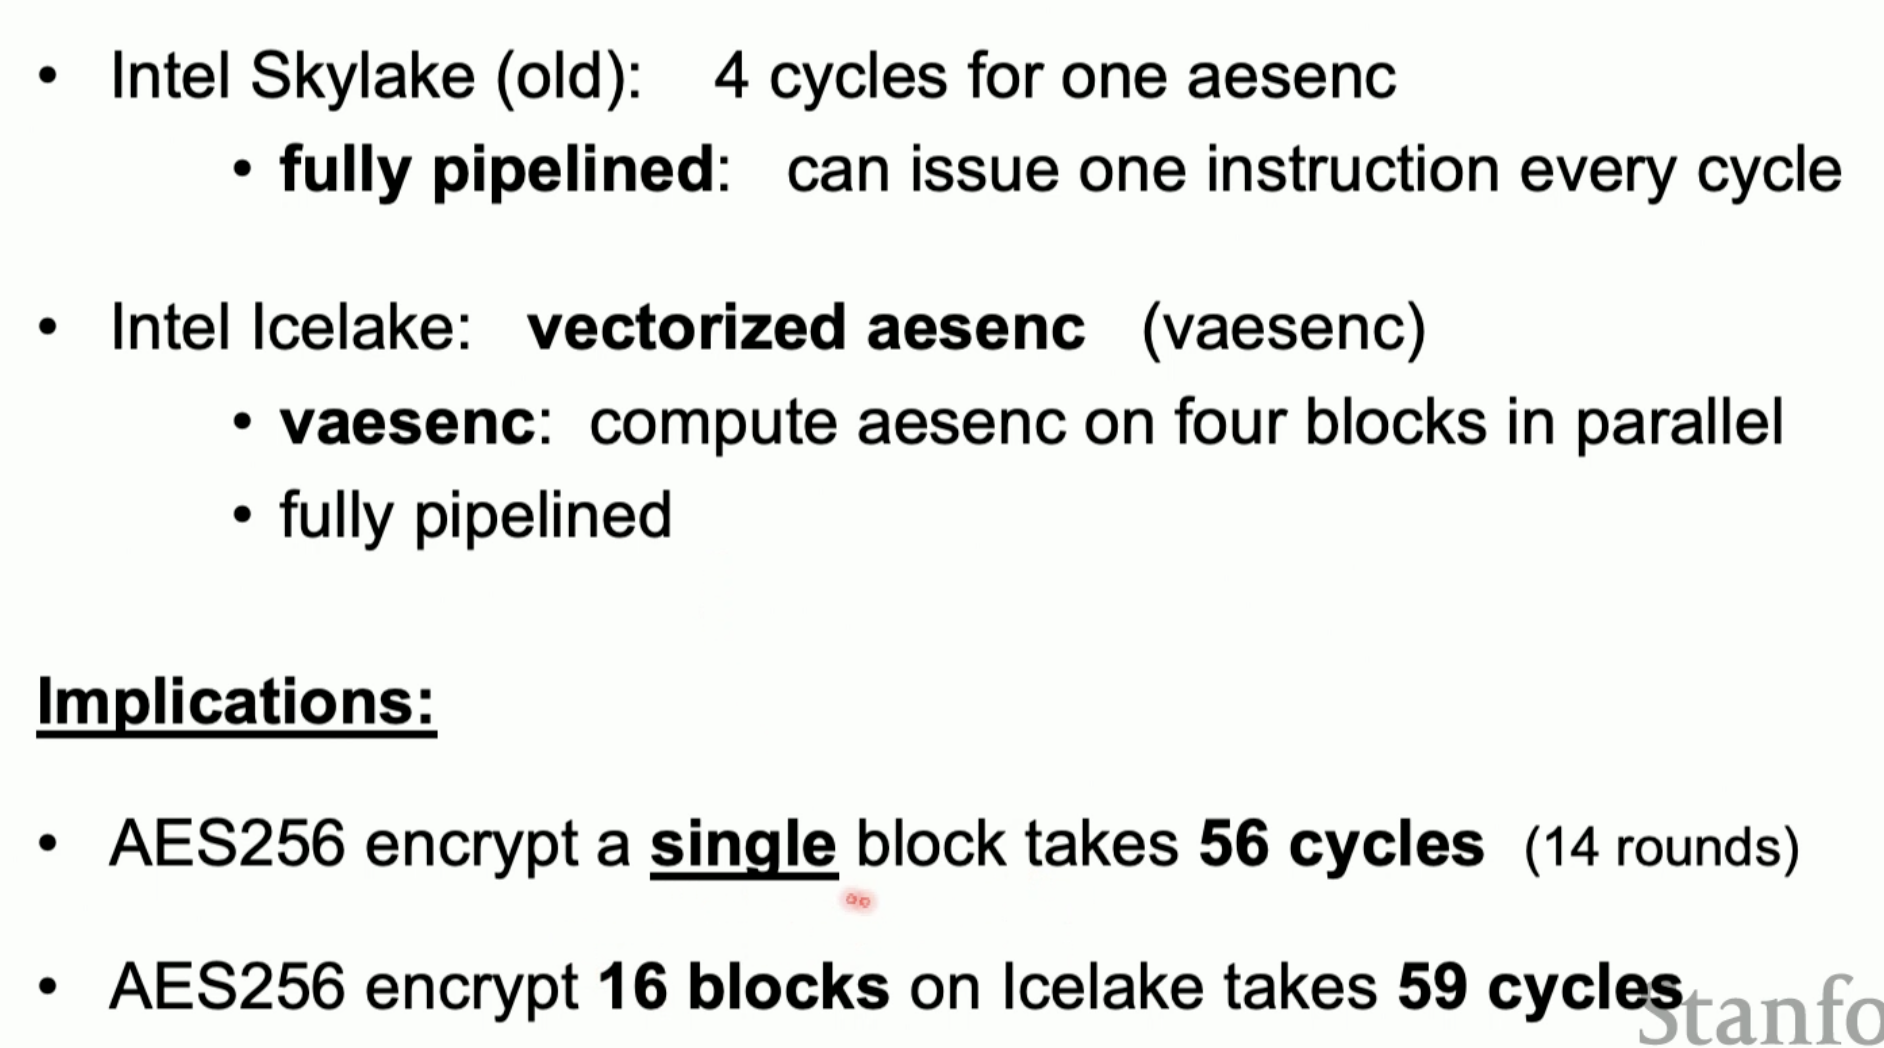 • Intel Skylake (old): 4 cycles for one aesenc
• fully pipelined: can issue one instruction every cycle
• Intel Icelake: vectorized aesenc (vaesenc)
• vaesenc: compute aesenc on four blocks in parallel
• fully pipelined
Implications:
• AES256 encrypt a single block takes 56 cycles (14 rounds)
• AES256 encrypt 16 blocks on Icelake takes 59 cycles
Stanfo